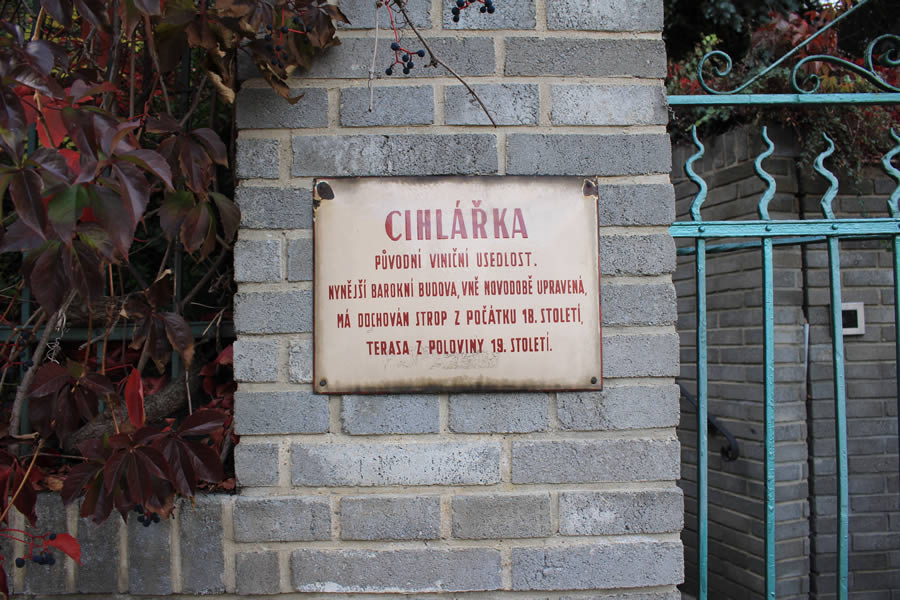 CIHLÁŘKA
PŮVODNÍ VINIČNÍ USEDLOST.
NYNĚJŠÍ BAROKNÍ BUDOVA, VNĚ NOVODOBĚ UPRAVENÁ,
MÁ DOCHOVÁN STROP Z POČÁTKU 18. STOLETÍ,
TERASA Z POLOVINY 19. STOLETÍ.